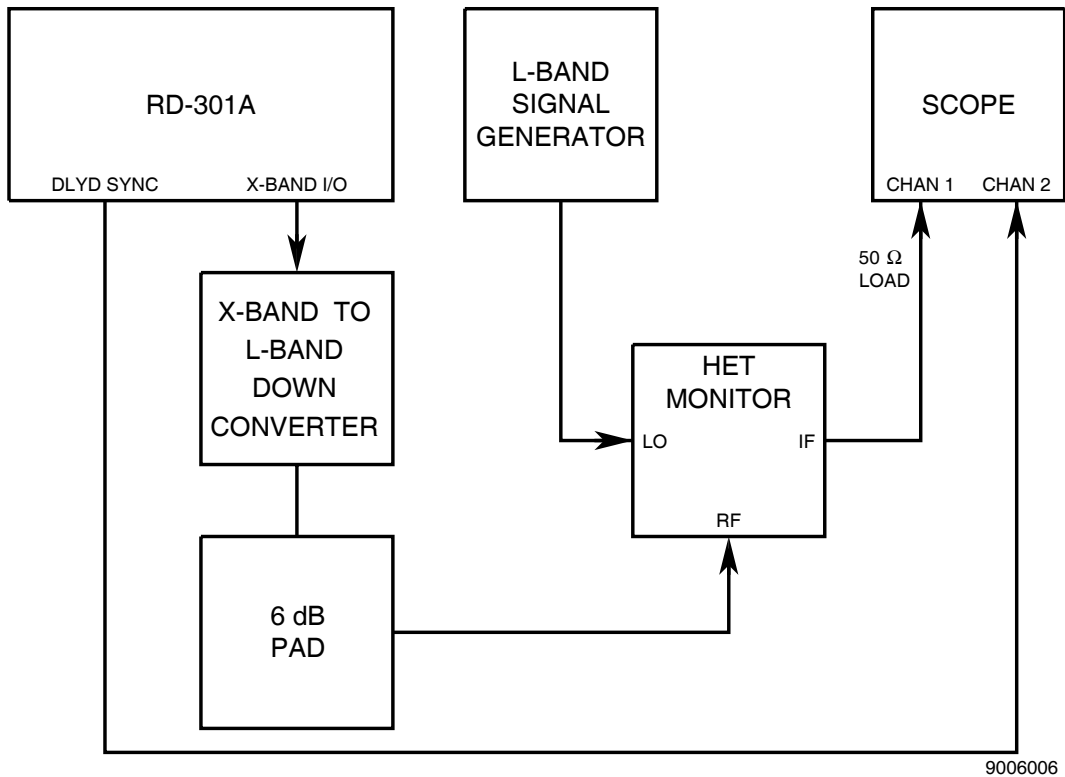 RD-301A
DLYD SYNC
X-BAND I/O
L-BAND
SIGNAL
GENERATOR
SCOPE
CHAN 1
CHAN 2
50 Ω
LOAD
X-BAND TO
L-BAND
DOWN
CONVERTER
HET
MONITOR
LO
IF
RF
6 dB
PAD
9006006